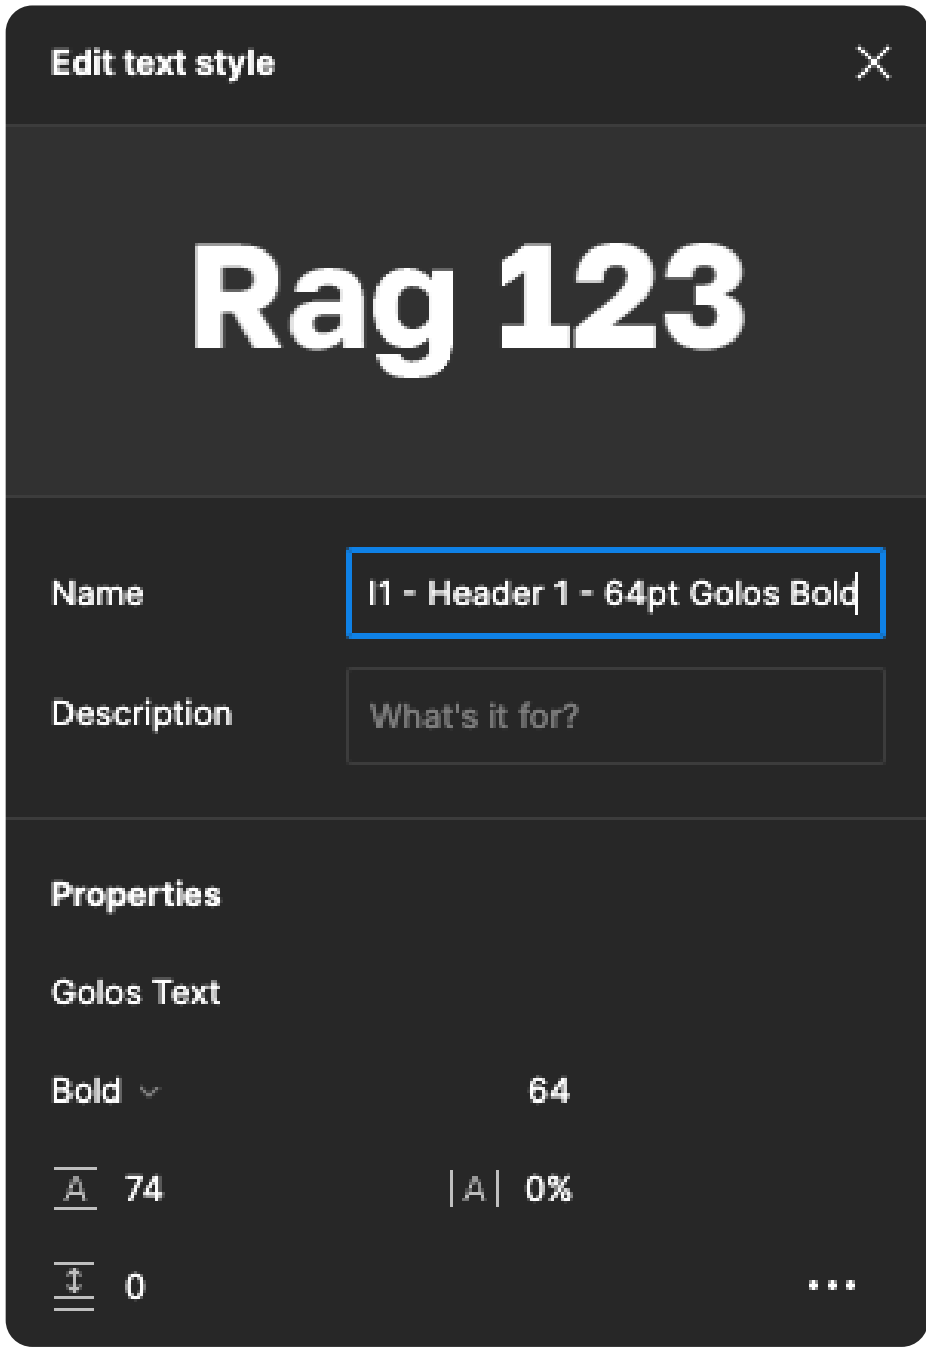 Edit text style
Rag 123
Name
l1 - Header 1 - 64pt Golos Bold
Description
What's it for?
Properties
Golos Text
Bold 64
A 74 |A| 0%
0 •••